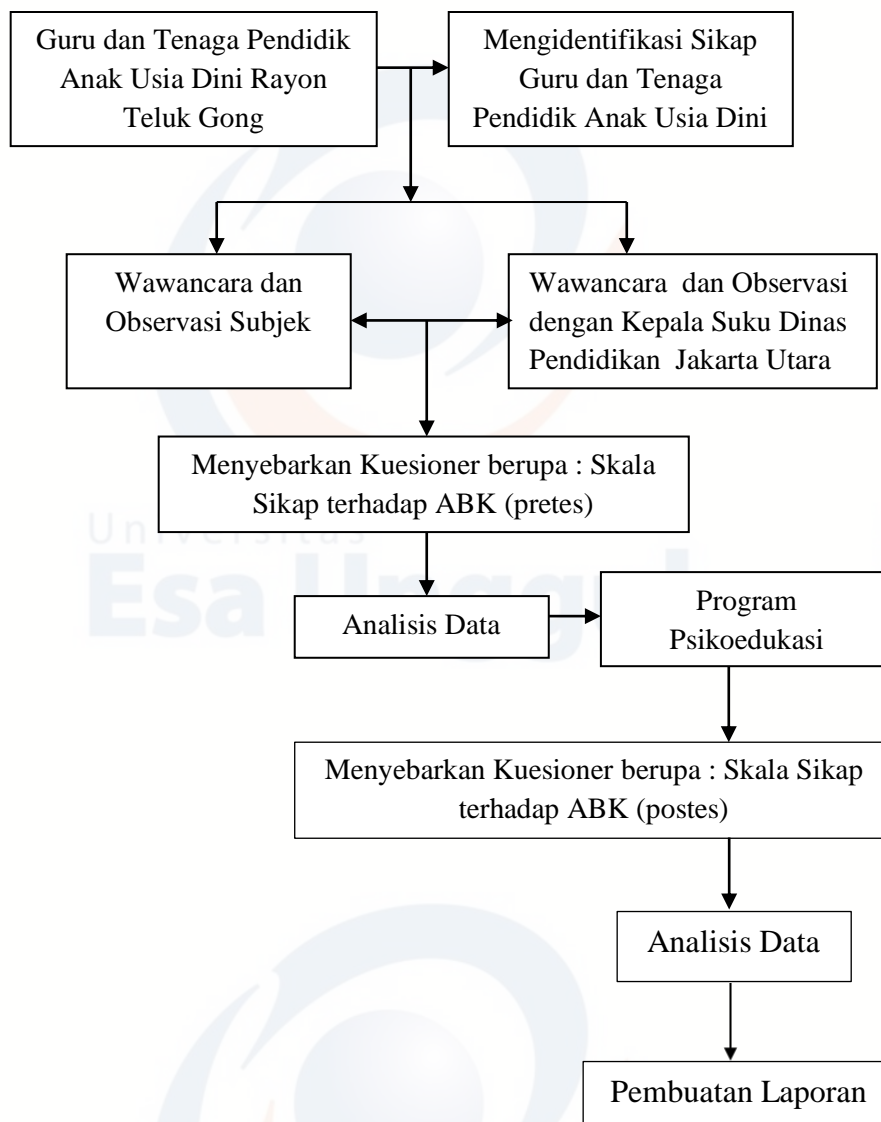 Guru dan Tenaga Pendidik
Anak Usia Dini Rayon
Teluk Gong
Mengidentifikasi Sikap
Guru dan Tenaga
Pendidik Anak Usia Dini
Wawancara dan
Observasi Subjek
Wawancara dan Observasi
dengan Kepala Suku Dinas
Pendidikan Jakarta Utara
Menyebarkan Kuesioner berupa : Skala
Sikap terhadap ABK (pretes)
Universitas
Esa Unggul
Analisis Data
Program
Psikoedukasi
Menyebarkan Kuesioner berupa : Skala Sikap
terhadap ABK (postes)
Analisis Data
Pembuatan Laporan